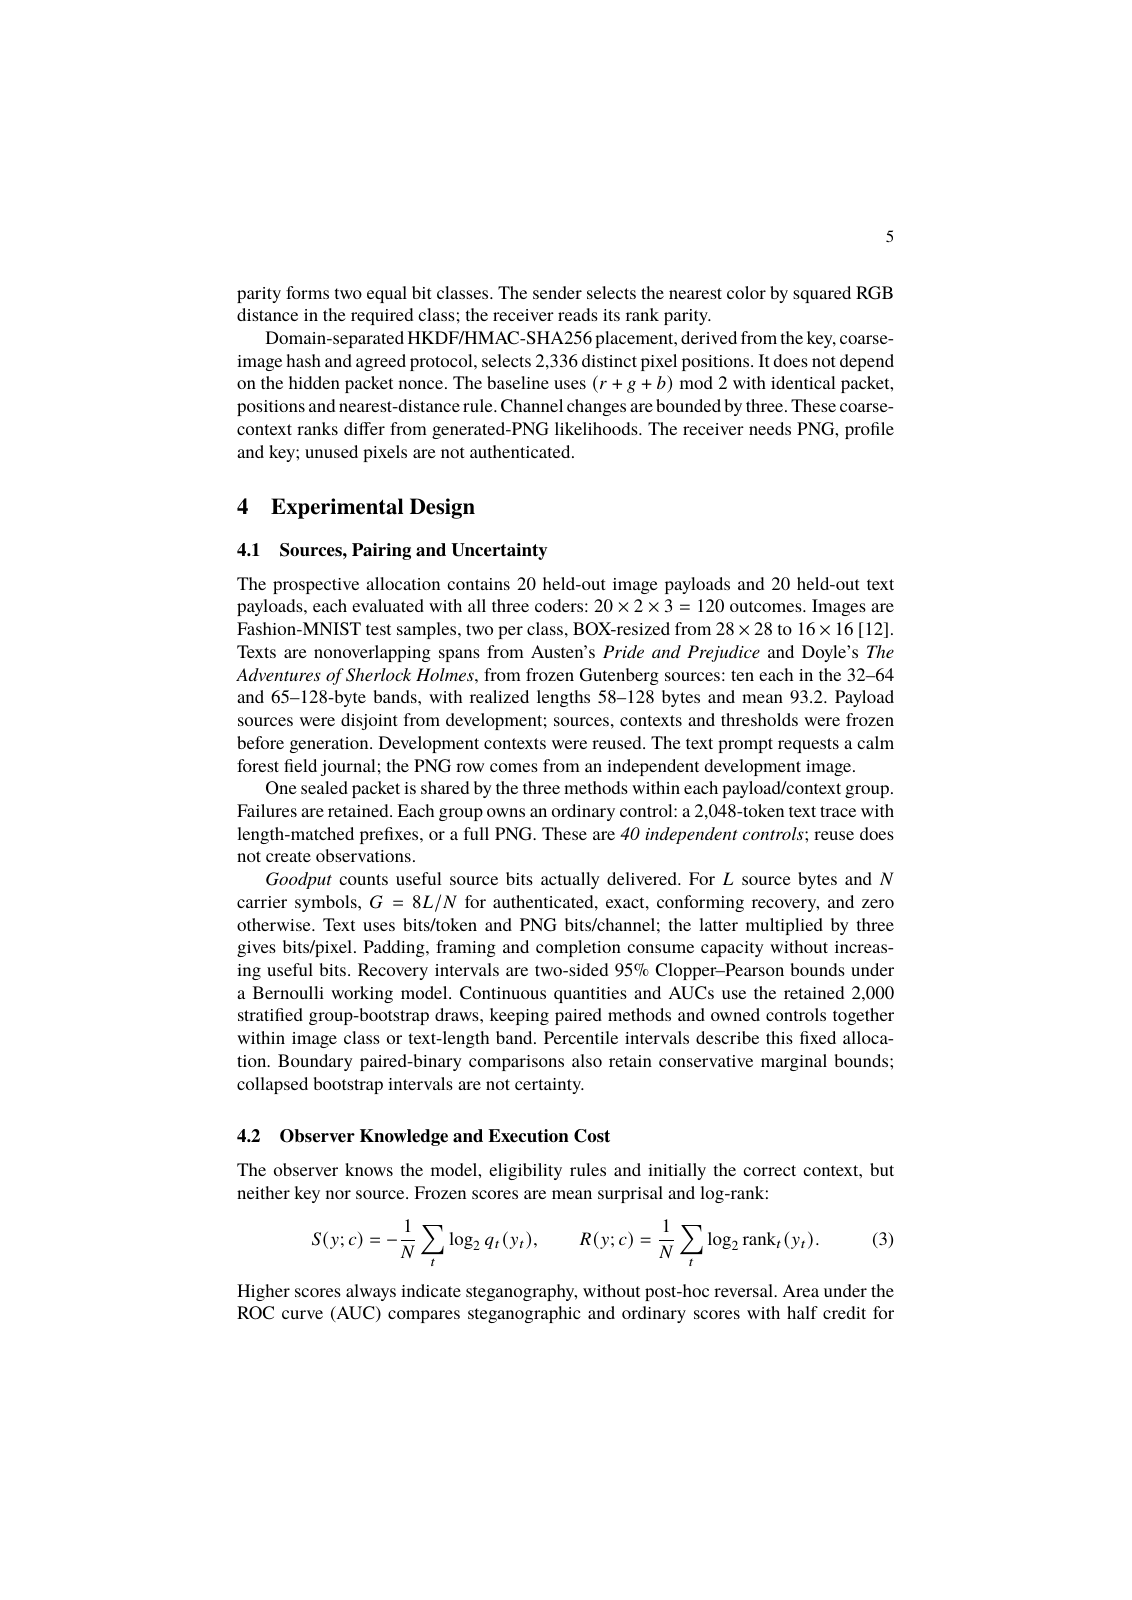 5
parity forms two equal bit classes. The sender selects the nearest color by squared RGB
distance in the required class; the receiver reads its rank parity.
Domain-separated HKDF/HMAC-SHA256 placement, derived from the key, coarse-
image hash and agreed protocol, selects 2,336 distinct pixel positions. It does not depend
on the hidden packet nonce. The baseline uses (r + g + b) mod 2 with identical packet,
positions and nearest-distance rule. Channel changes are bounded by three. These coarse-
context ranks differ from generated-PNG likelihoods. The receiver needs PNG, profile
and key; unused pixels are not authenticated.
4 Experimental Design
4.1 Sources, Pairing and Uncertainty
The prospective allocation contains 20 held-out image payloads and 20 held-out text
payloads, each evaluated with all three coders: 20 × 2 × 3 = 120 outcomes. Images are
Fashion-MNIST test samples, two per class, BOX-resized from 28 × 28 to 16 × 16 [12].
Texts are nonoverlapping spans from Austen's Pride and Prejudice and Doyle's The
Adventures of Sherlock Holmes, from frozen Gutenberg sources: ten each in the 32–64
and 65–128-byte bands, with realized lengths 58–128 bytes and mean 93.2. Payload
sources were disjoint from development; sources, contexts and thresholds were frozen
before generation. Development contexts were reused. The text prompt requests a calm
forest field journal; the PNG row comes from an independent development image.
One sealed packet is shared by the three methods within each payload/context group.
Failures are retained. Each group owns an ordinary control: a 2,048-token text trace with
length-matched prefixes, or a full PNG. These are 40 independent controls; reuse does
not create observations.
Goodput counts useful source bits actually delivered. For L source bytes and N
carrier symbols, G = 8L/N for authenticated, exact, conforming recovery, and zero
otherwise. Text uses bits/token and PNG bits/channel; the latter multiplied by three
gives bits/pixel. Padding, framing and completion consume capacity without increas-
ing useful bits. Recovery intervals are two-sided 95% Clopper–Pearson bounds under
a Bernoulli working model. Continuous quantities and AUCs use the retained 2,000
stratified group-bootstrap draws, keeping paired methods and owned controls together
within image class or text-length band. Percentile intervals describe this fixed alloca-
tion. Boundary paired-binary comparisons also retain conservative marginal bounds;
collapsed bootstrap intervals are not certainty.
4.2 Observer Knowledge and Execution Cost
The observer knows the model, eligibility rules and initially the correct context, but
neither key nor source. Frozen scores are mean surprisal and log-rank:
S(y; c) = −1/N ∑_t log₂ q_t(y_t), R(y; c) = 1/N ∑_t log₂ rank_t(y_t). (3)
Higher scores always indicate steganography, without post-hoc reversal. Area under the
ROC curve (AUC) compares steganographic and ordinary scores with half credit for